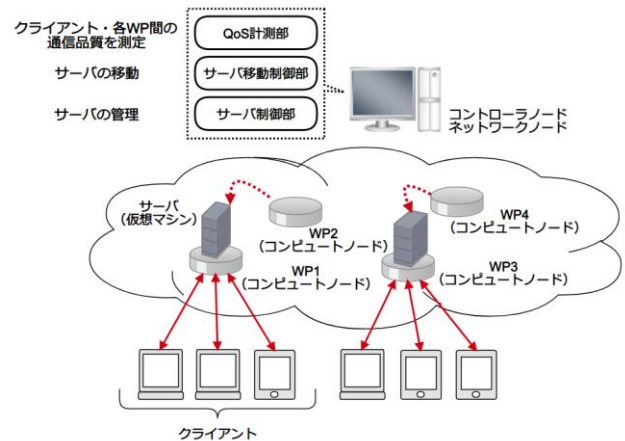 クライアント・各WP間の
通信品質を測定
QoS計測部
サーバの移動
サーバ移動制御部
サーバの管理
サーバ制御部
コントローラノード
ネットワークノード
サーバ
（仮想マシン）
WP2
（コンピュートノード）
WP4
（コンピュートノード）
WP1
（コンピュートノード）
WP3
（コンピュートノード）
クライアント